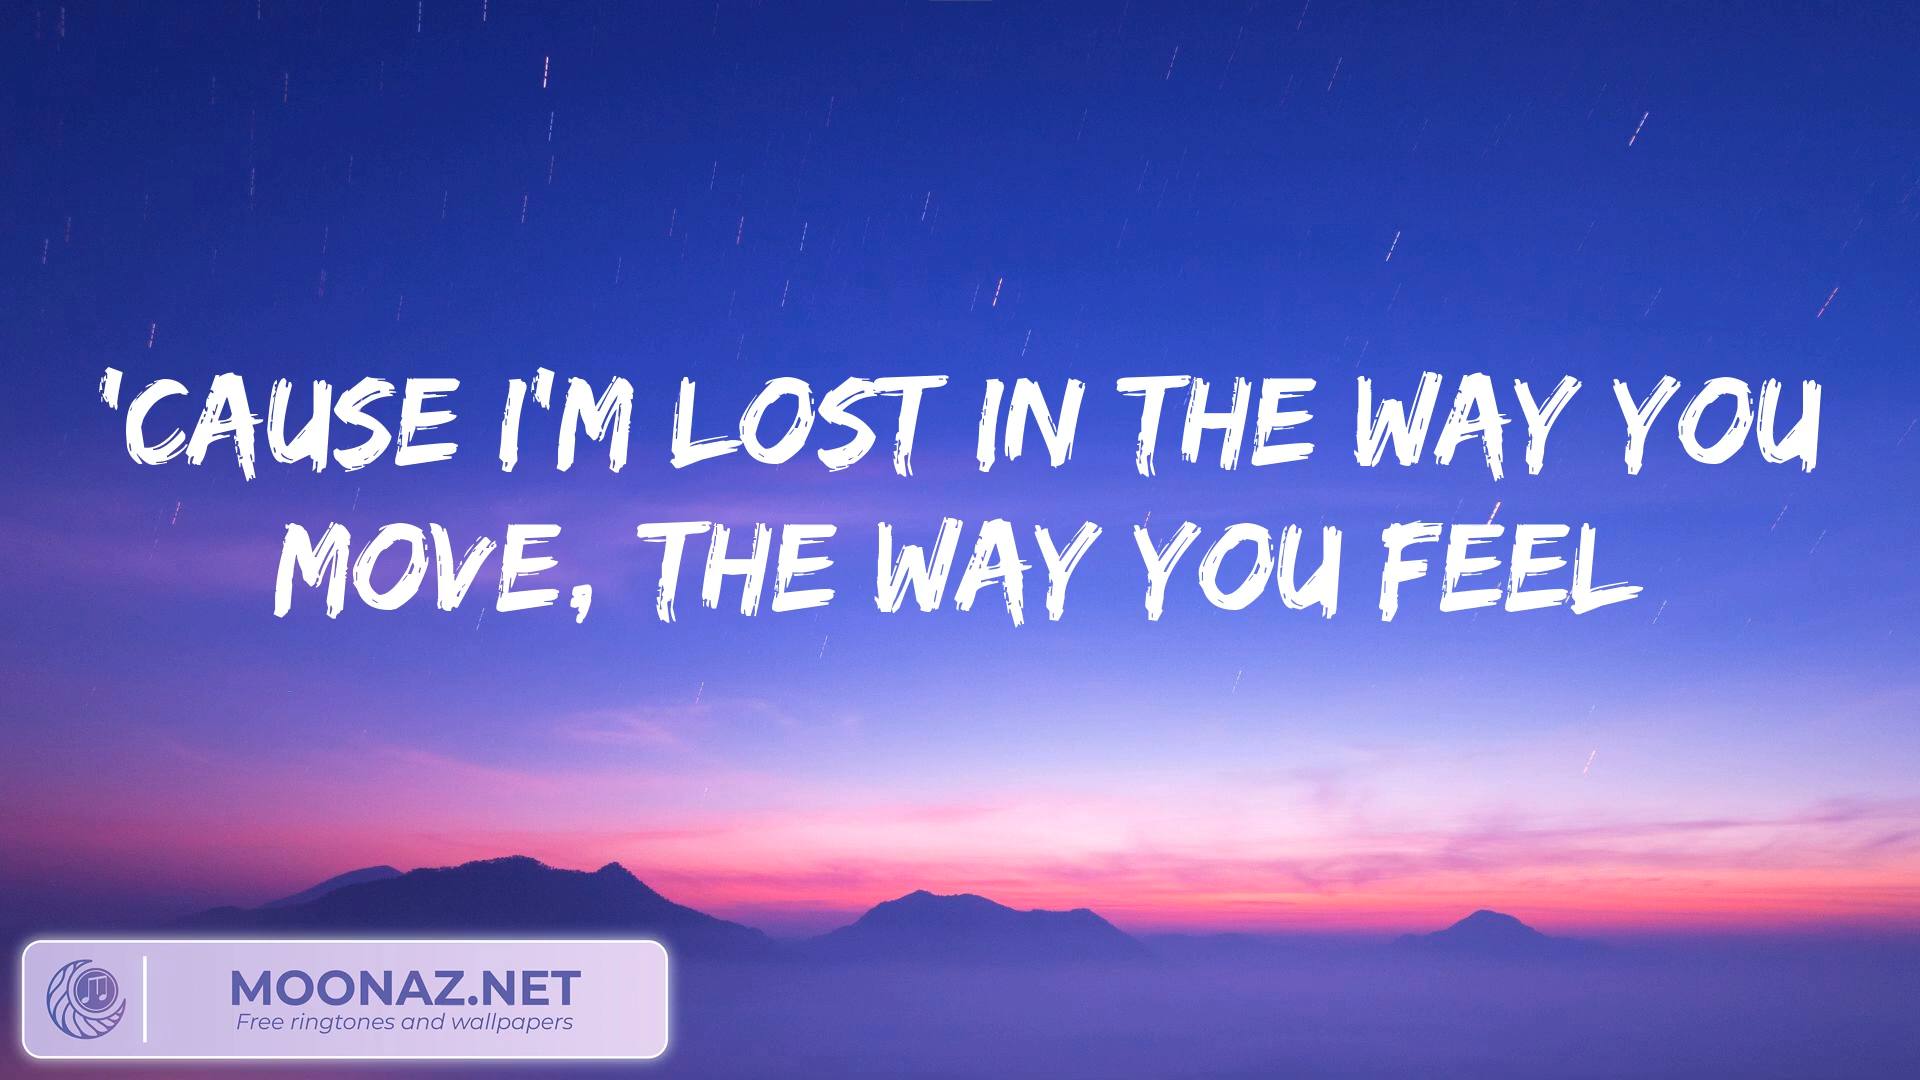 'CAUSE I'M LOST IN THE WAY YOU
MOVE, THE WAY YOU FEEL
MOONAZ.NET
Free ringtones and wallpapers